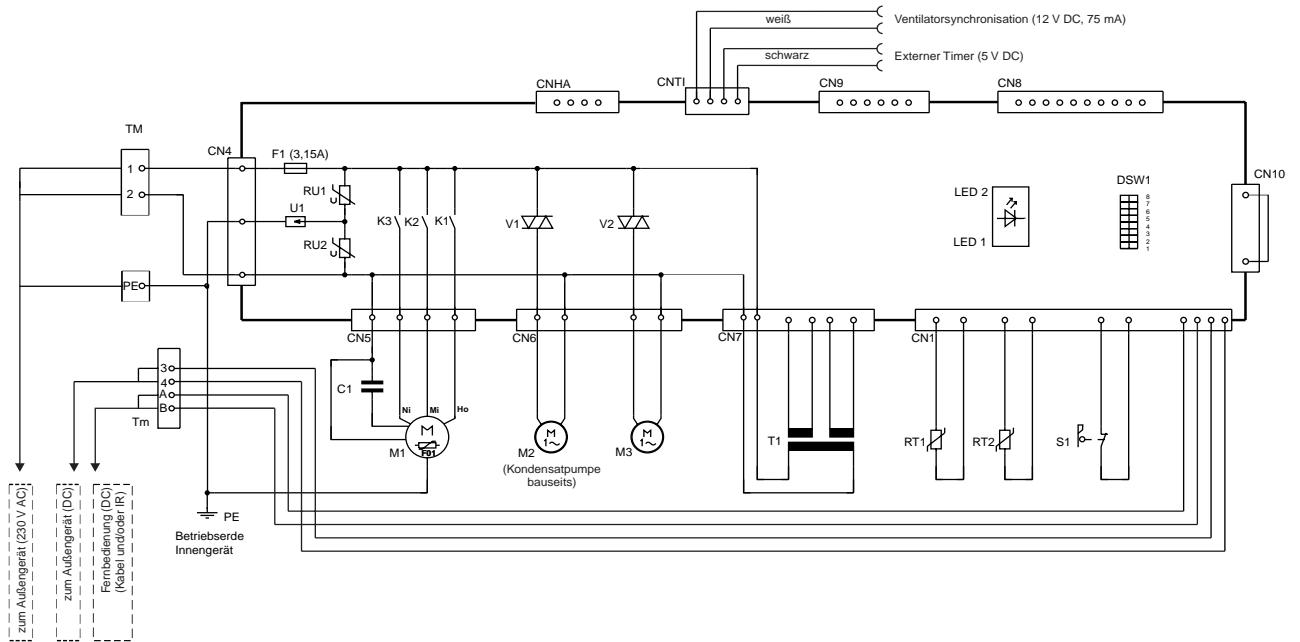 weiß
Ventilatorsynchronisation (12 V DC, 75 mA)
schwarz
Externer Timer (5 V DC)
CNHA
CNTI
CN9
CN8
TM
1
2
CN4
F1 (3,15A)
RU1
U1
RU2
K3
K2
K1
V1
V2
LED 2
LED 1
DSW1
8
7
6
5
4
3
2
1
CN10
PE
CN5
CN6
CN7
CN1
3
4
A
B
Tm
C1
Ni
Mi
Ho
M
F01
M1
M
1~
M2
(Kondensatpumpe
bauseits)
M
1~
M3
T1
RT1
RT2
S1
PE
Betriebserde
Innengerät
zum Außengerät (230 V AC)
zum Außengerät (DC)
Fernbedienung (DC)
(Kabel und/oder IR)